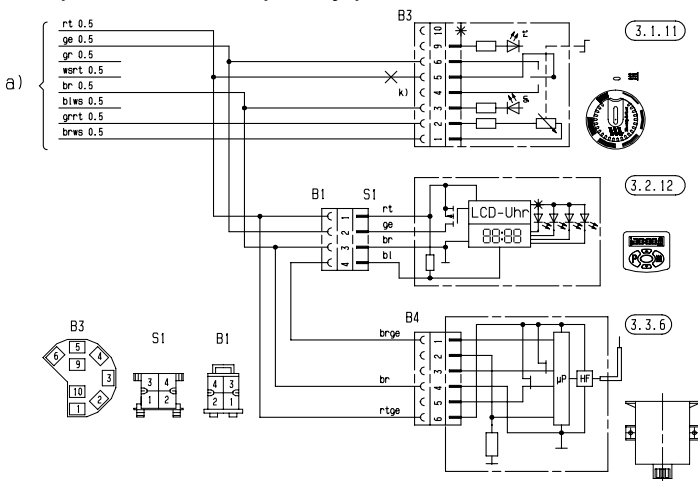 B3
rt 0.5
ge 0.5
gr 0.5
wsrt 0.5
br 0.5
blws 0.5
grrt 0.5
brws 0.5
a)
10
9
6
5
4
3
2
1
k)
rt
3.1.11
B1
S1
1
2
3
4
rt
ge
br
bl
LCD-Uhr
88:88
3.2.12
P
B4
brge
br
rtge
1
2
3
4
5
6
µP
HF
3.3.6
B3
6
5
4
9
3
10
2
1
S1
3 4
1 2
B1
4 3
2 1